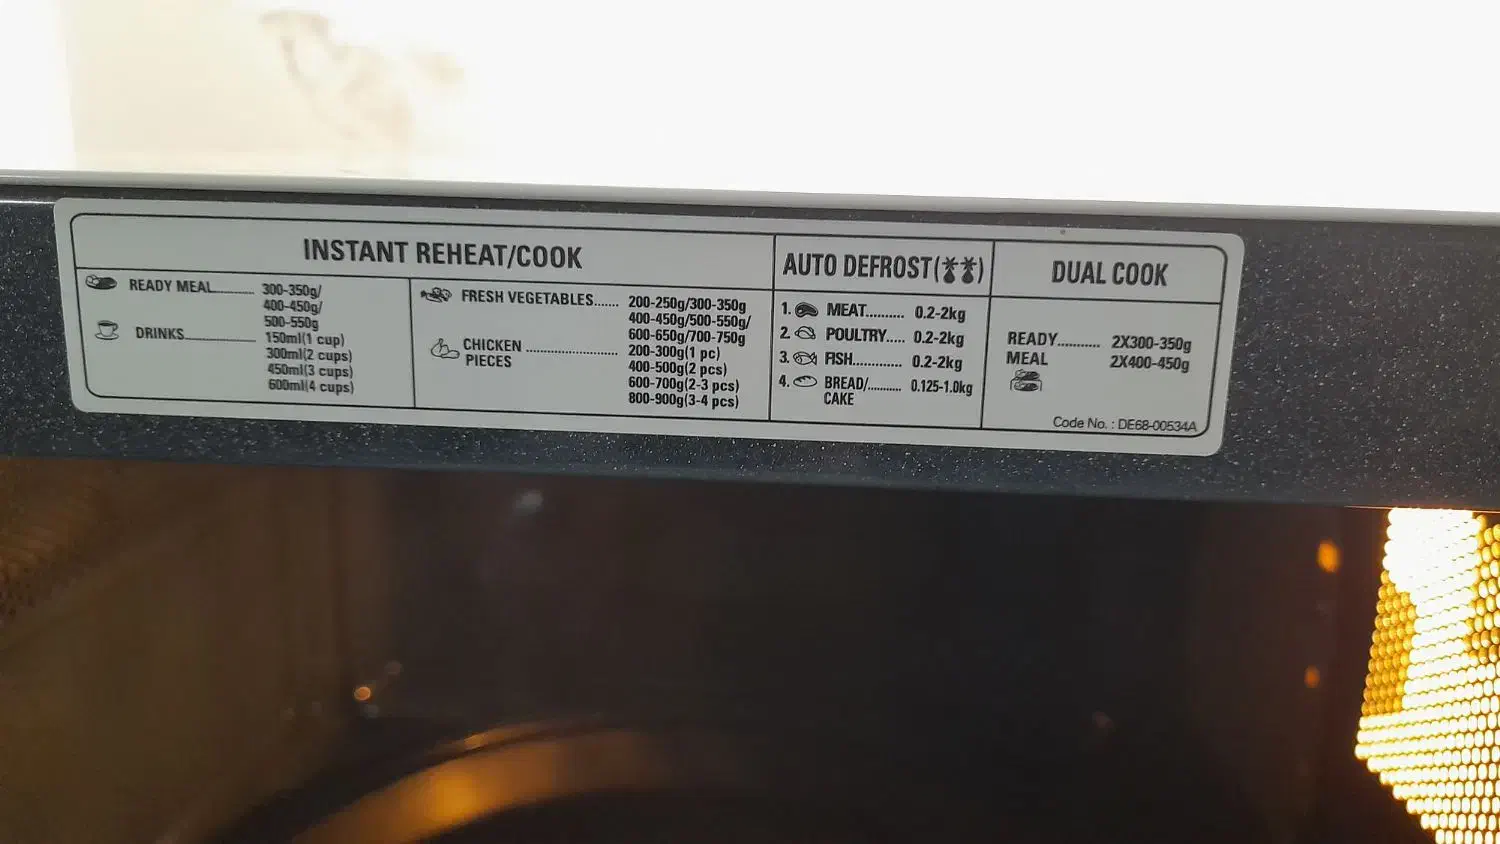 INSTANT REHEAT/COOK
READY MEAL.......... 300-350g/
400-450g/
500-550g
DRINKS.................. 150ml(1 cup)
300ml(2 cups)
450ml(3 cups)
600ml(4 cups)
FRESH VEGETABLES...... 200-250g/300-350g
400-450g/500-550g/
600-650g/700-750g
CHICKEN PIECES ........................ 200-300g(1 pc)
400-500g(2 pcs)
600-700g(2-3 pcs)
800-900g(3-4 pcs)
AUTO DEFROST(
)
1. MEAT.......... 0.2-2kg
2. POULTRY..... 0.2-2kg
3. FISH............. 0.2-2kg
4. BREAD/.......... 0.125-1.0kg
CAKE
DUAL COOK
READY........... 2X300-350g
MEAL 2X400-450g
Code No. : DE68-00534A